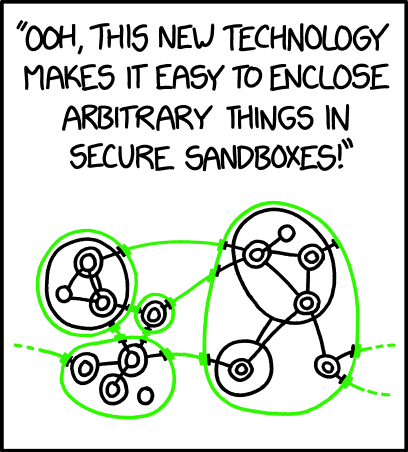 "OOH, THIS NEW TECHNOLOGY
MAKES IT EASY TO ENCLOSE
ARBITRARY THINGS IN
SECURE SANDBOXES!"